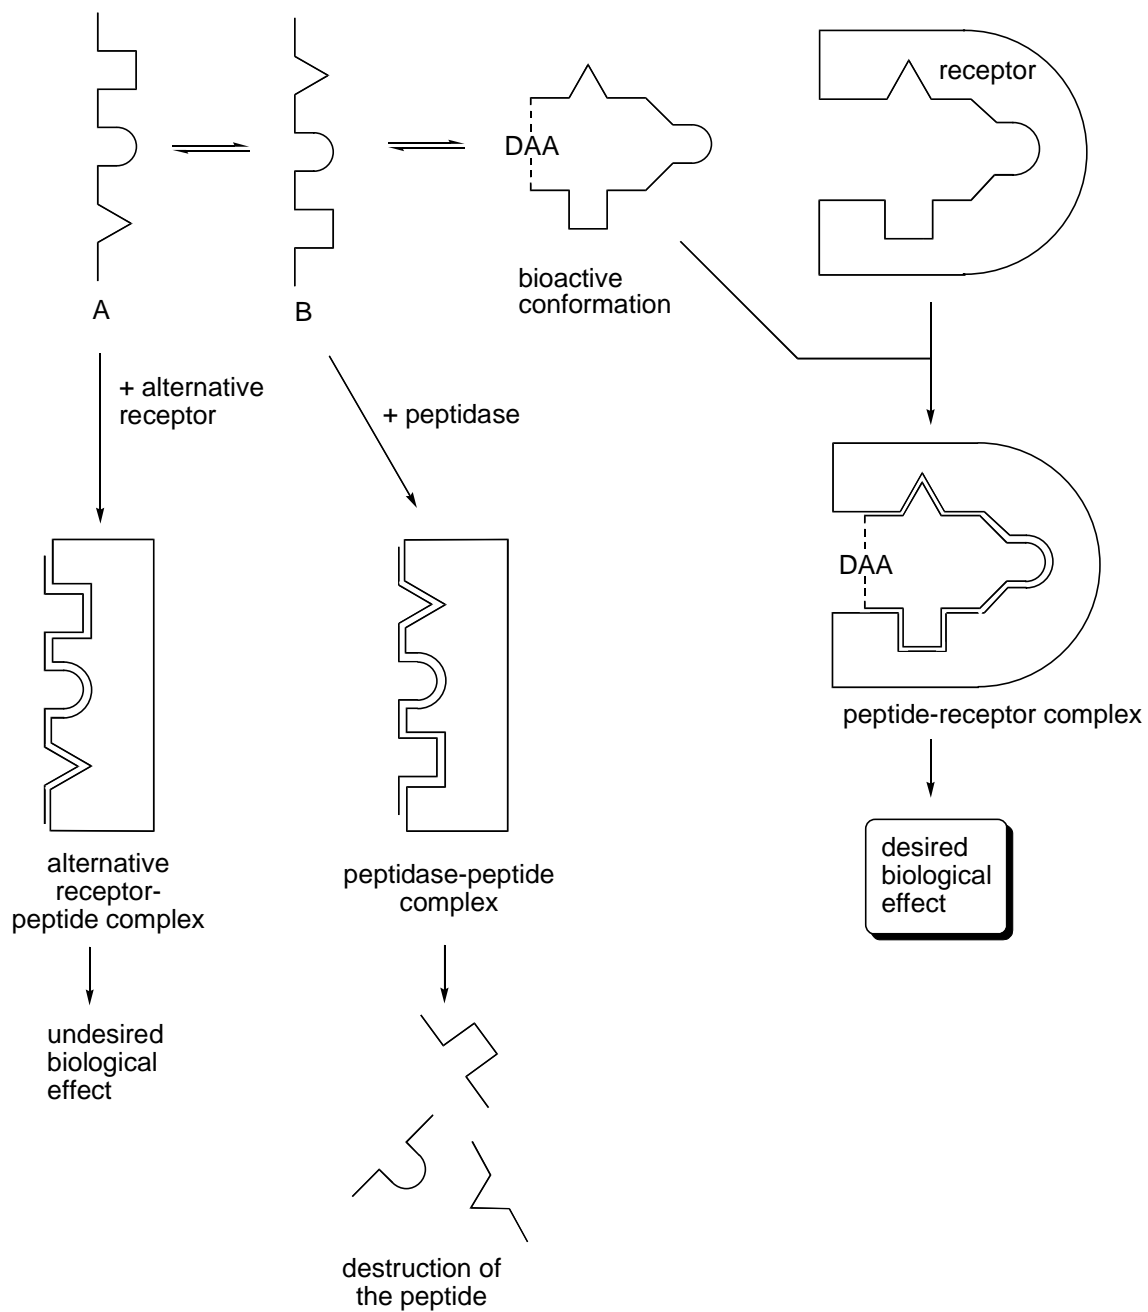 receptor
DAA
bioactive
conformation
A
B
+ alternative
receptor
+ peptidase
DAA
peptide-receptor complex
alternative
receptor-
peptide complex
peptidase-peptide
complex
desired
biological
effect
undesired
biological
effect
destruction of
the peptide